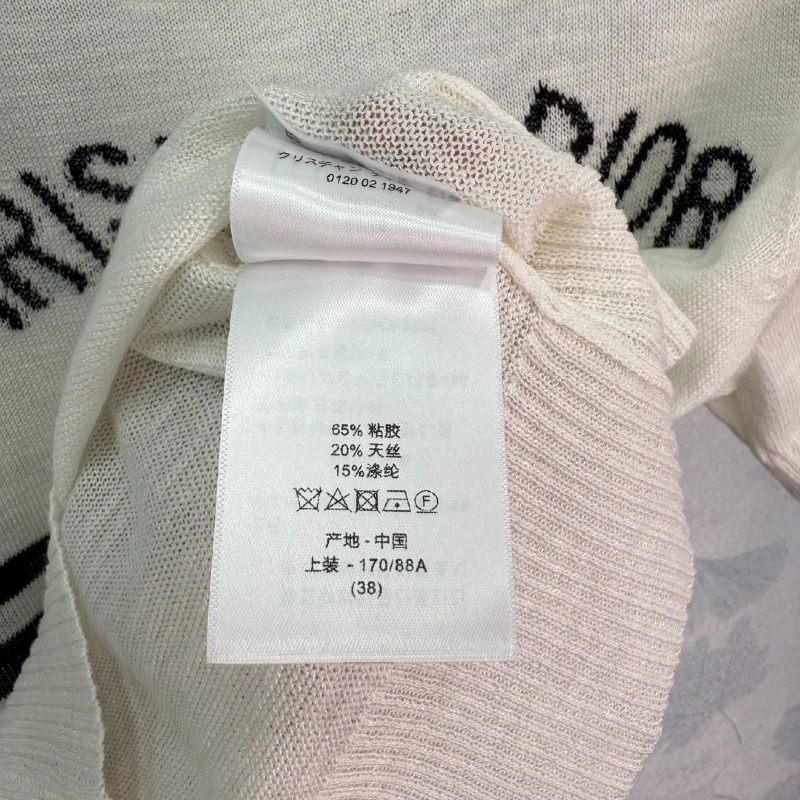 DIOR
クリスチャン
0120 02 1947
65% 粘胶
20% 天丝
15%涤纶
F
产地 - 中国
上装 - 170/88A
(38)